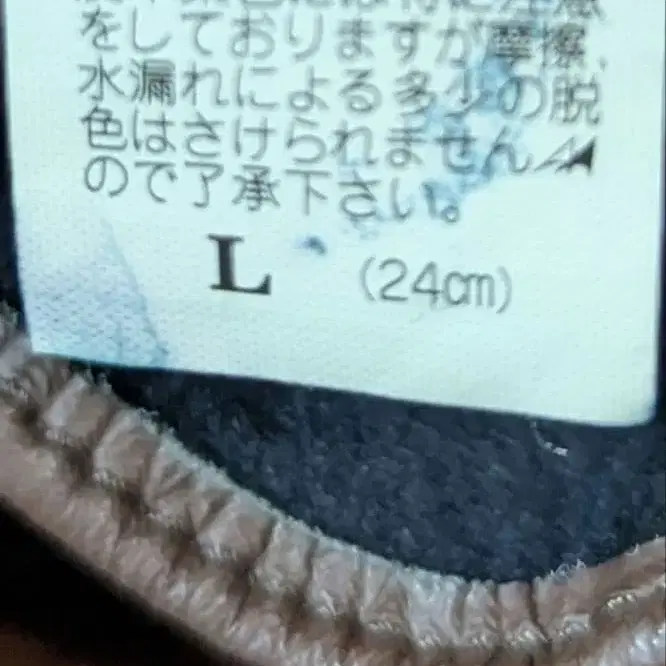 をしておりますが摩擦、
水漏れによる多少の脱
色はさけられません
ので了承下さい。
L (24cm)